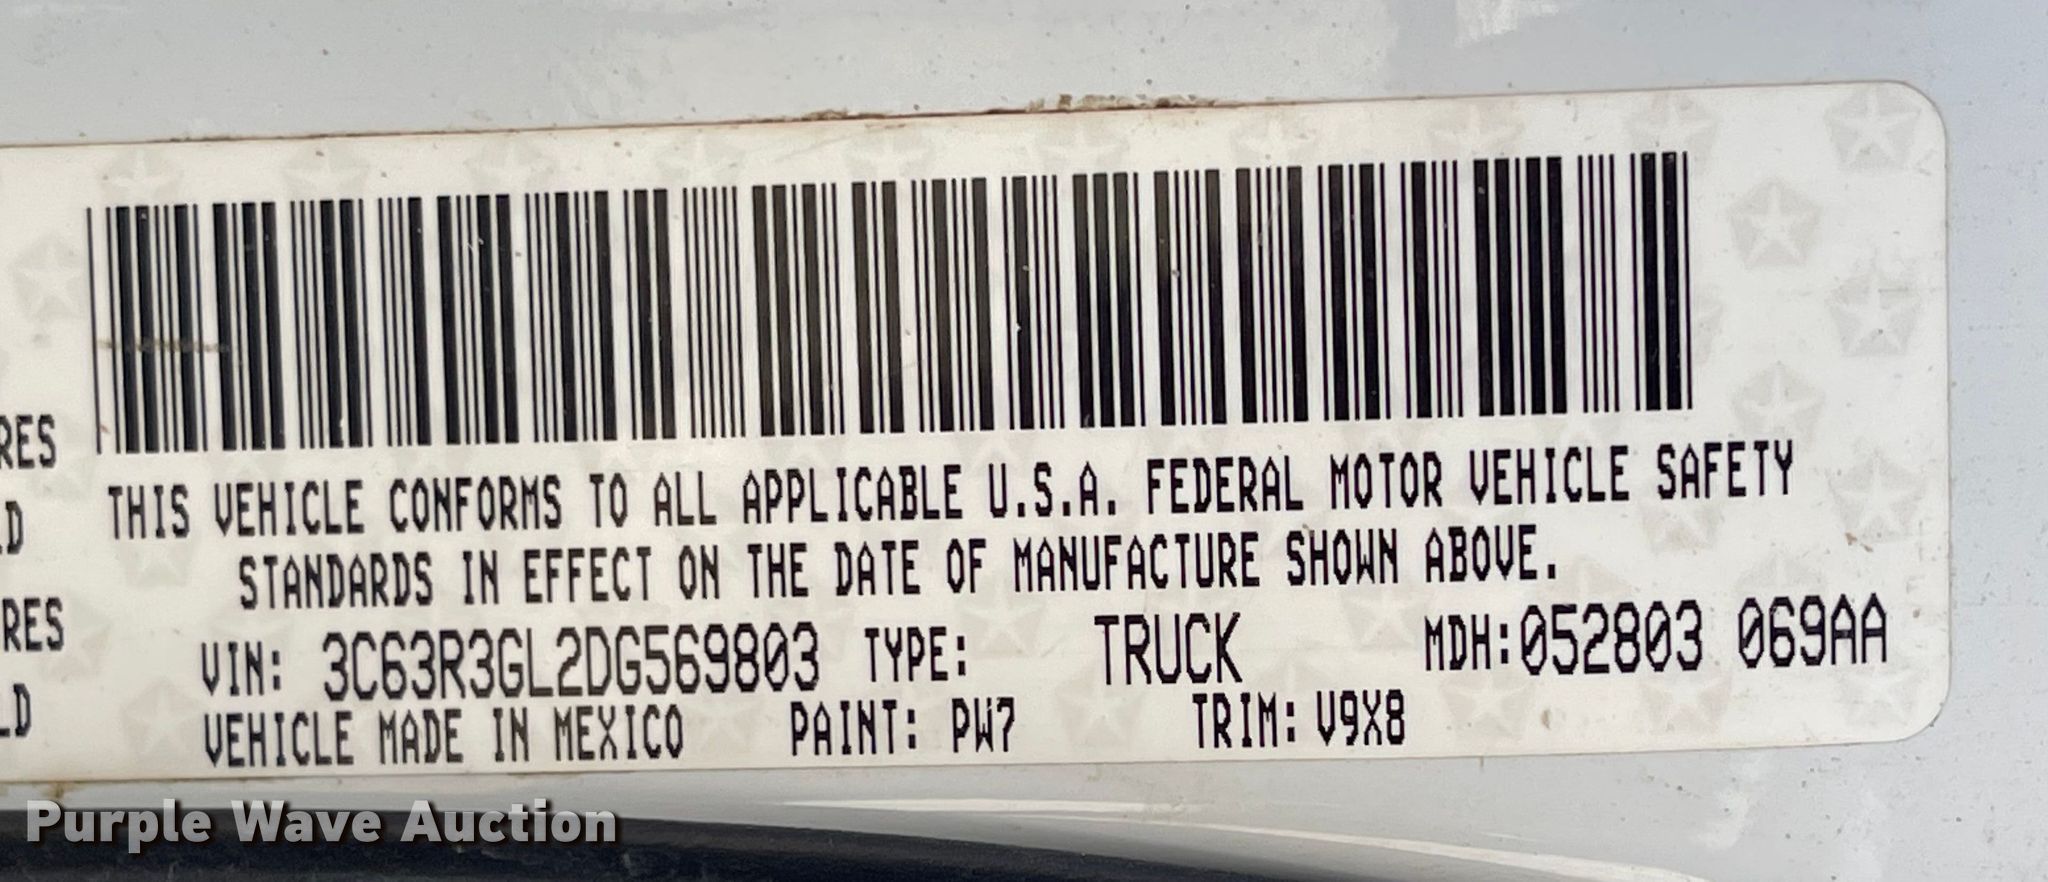 RES
THIS VEHICLE CONFORMS TO ALL APPLICABLE U.S.A. FEDERAL MOTOR VEHICLE SAFETY
LD
STANDARDS IN EFFECT ON THE DATE OF MANUFACTURE SHOWN ABOVE.
RES
VIN: 3C63R3GL2DG569803 TYPE: TRUCK MDH:052803 069AA
LD
VEHICLE MADE IN MEXICO PAINT: PW7 TRIM: V9X8
Purple Wave Auction